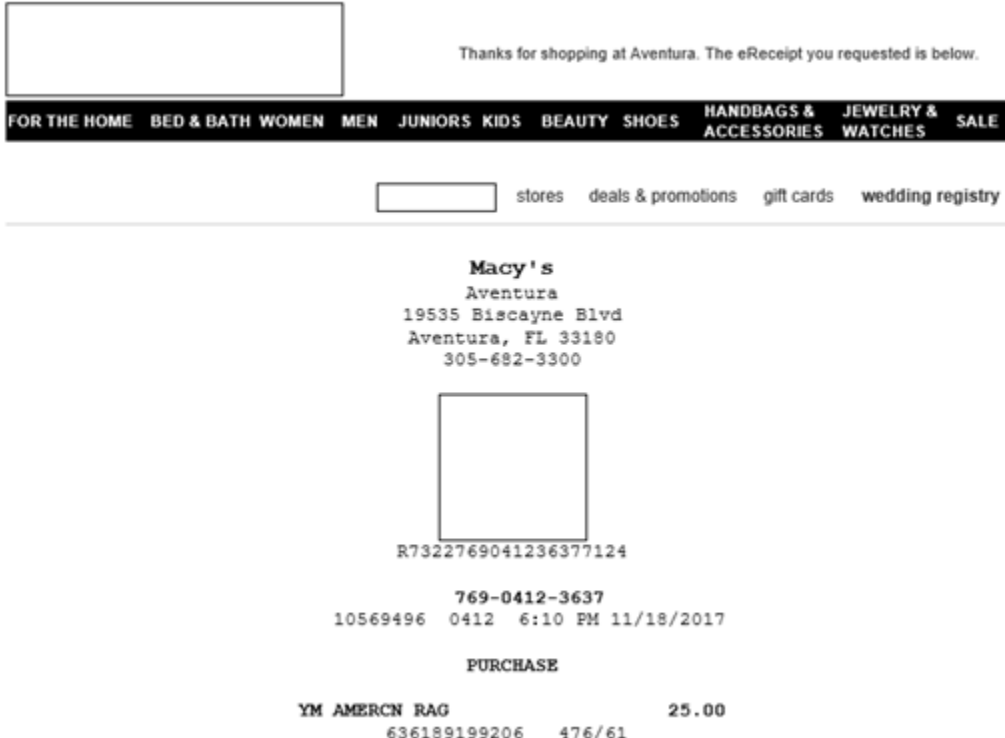 Thanks for shopping at Aventura. The eReceipt you requested is below.
FOR THE HOME BED & BATH WOMEN MEN JUNIORS KIDS BEAUTY SHOES HANDBAGS & ACCESSORIES JEWELRY & WATCHES SALE
stores deals & promotions gift cards wedding registry
Macy's
Aventura
19535 Biscayne Blvd
Aventura, FL 33180
305-682-3300
R7322769041236377124
769-0412-3637
10569496 0412 6:10 PM 11/18/2017
PURCHASE
YM AMERCN RAG 25.00
636189199206 476/61